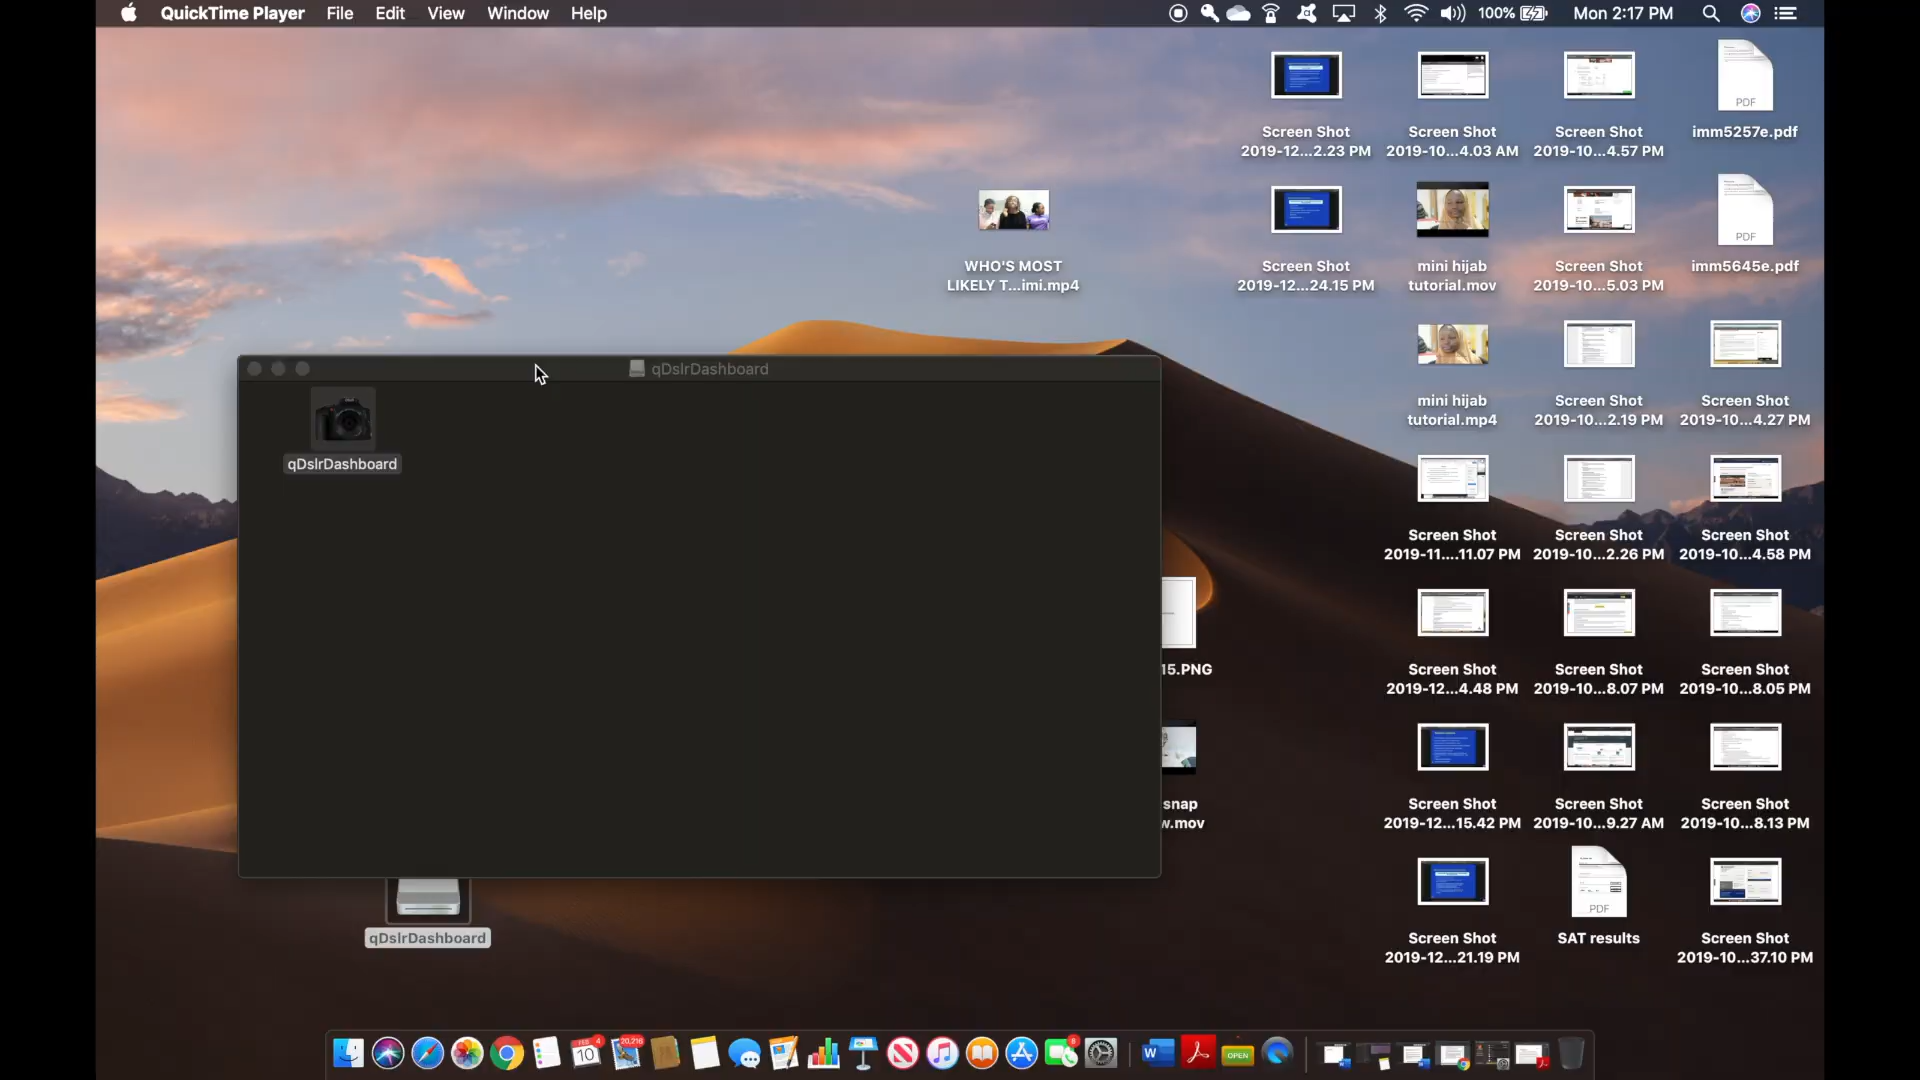 QuickTime Player File Edit View Window Help 100% Mon 2:17 PM
Screen Shot
2019-12...2.23 PM
Screen Shot
2019-10...4.03 AM
Screen Shot
2019-10...4.57 PM
PDF
imm5257e.pdf
WHO'S MOST
LIKELY T...imi.mp4
Screen Shot
2019-12...24.15 PM
mini hijab
tutorial.mov
Screen Shot
2019-10...5.03 PM
PDF
imm5645e.pdf
qDslrDashboard
qDslrDashboard
mini hijab
tutorial.mp4
Screen Shot
2019-10...2.19 PM
Screen Shot
2019-10...4.27 PM
Screen Shot
2019-11....11.07 PM
Screen Shot
2019-10...2.26 PM
Screen Shot
2019-10...4.58 PM
15.PNG
Screen Shot
2019-12...4.48 PM
Screen Shot
2019-10...8.07 PM
Screen Shot
2019-10...8.05 PM
snap
w.mov
Screen Shot
2019-12...15.42 PM
Screen Shot
2019-10...9.27 AM
Screen Shot
2019-10...8.13 PM
qDslrDashboard
Screen Shot
2019-12...21.19 PM
PDF
SAT results
Screen Shot
2019-10...37.10 PM
FEB 4
10
20,216
8
W
OPEN